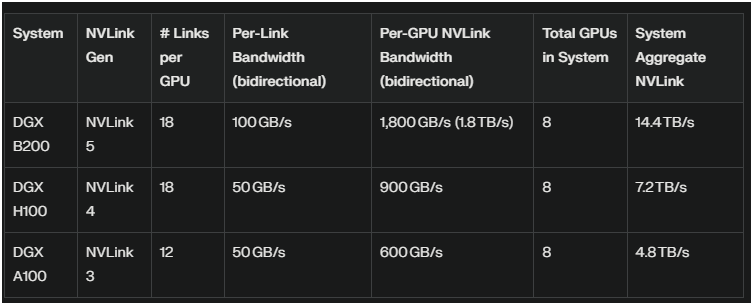 System NVLink Gen # Links per GPU Per-Link Bandwidth (bidirectional) Per-GPU NVLink Bandwidth (bidirectional) Total GPUs in System System Aggregate NVLink
DGX B200 NVLink 5 18 100 GB/s 1,800 GB/s (1.8 TB/s) 8 14.4 TB/s
DGX H100 NVLink 4 18 50 GB/s 900 GB/s 8 7.2 TB/s
DGX A100 NVLink 3 12 50 GB/s 600 GB/s 8 4.8 TB/s